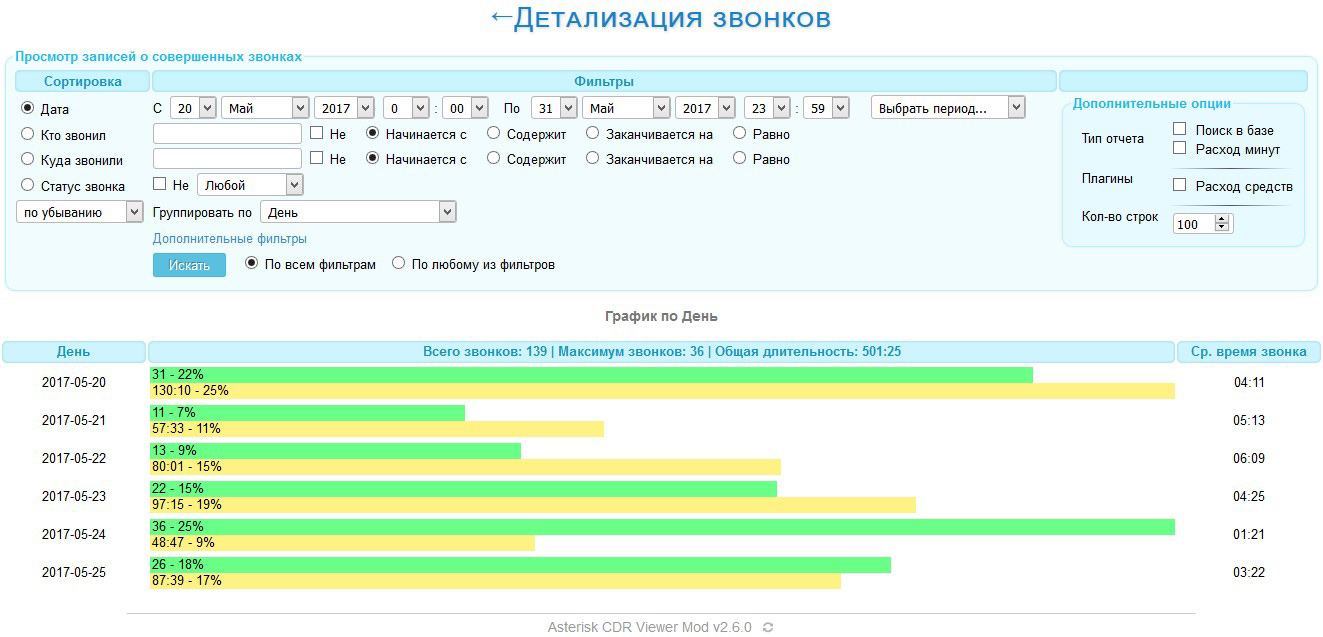 ←Детализация звонков
Просмотр записей о совершенных звонках
Сортировка Фильтры
Дата С 20 Май 2017 0 : 00 По 31 Май 2017 23 : 59 Выбрать период...
Кто звонил Не Начинается с Содержит Заканчивается на Равно
Куда звонили Не Начинается с Содержит Заканчивается на Равно
Статус звонка Не Любой
по убыванию Группировать по День
Дополнительные фильтры
Искать По всем фильтрам По любому из фильтров
Дополнительные опции
Тип отчета Поиск в базе
Расход минут
Плагины Расход средств
Кол-во строк 100
График по День
День Всего звонков: 139 | Максимум звонков: 36 | Общая длительность: 501:25 Ср. время звонка
2017-05-20 31 - 22% 04:11
130:10 - 25%
2017-05-21 11 - 7% 05:13
57:33 - 11%
2017-05-22 13 - 9% 06:09
80:01 - 15%
2017-05-23 22 - 15% 04:25
97:15 - 19%
2017-05-24 36 - 25% 01:21
48:47 - 9%
2017-05-25 26 - 18% 03:22
87:39 - 17%
Asterisk CDR Viewer Mod v2.6.0